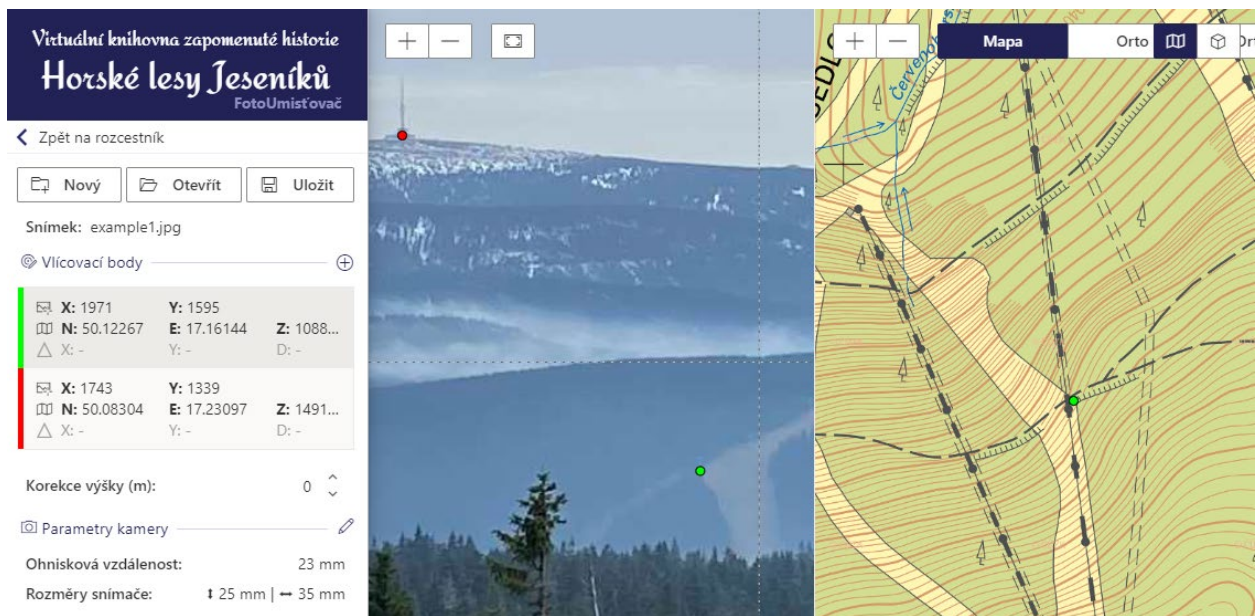 Virtuální knihovna zapomenuté historie
Horské lesy Jeseníků
FotoUmisťovač
Zpět na rozcestník
Nový
Otevřít
Uložit
Snímek: example1.jpg
Vlícovací body
X: 1971 Y: 1595
N: 50.12267 E: 17.16144 Z: 1088...
X: - Y: - D: -
X: 1743 Y: 1339
N: 50.08304 E: 17.23097 Z: 1491...
X: - Y: - D: -
Korekce výšky (m): 0
Parametry kamery
Ohnisková vzdálenost: 23 mm
Rozměry snímače: 25 mm | 35 mm
Mapa
Orto